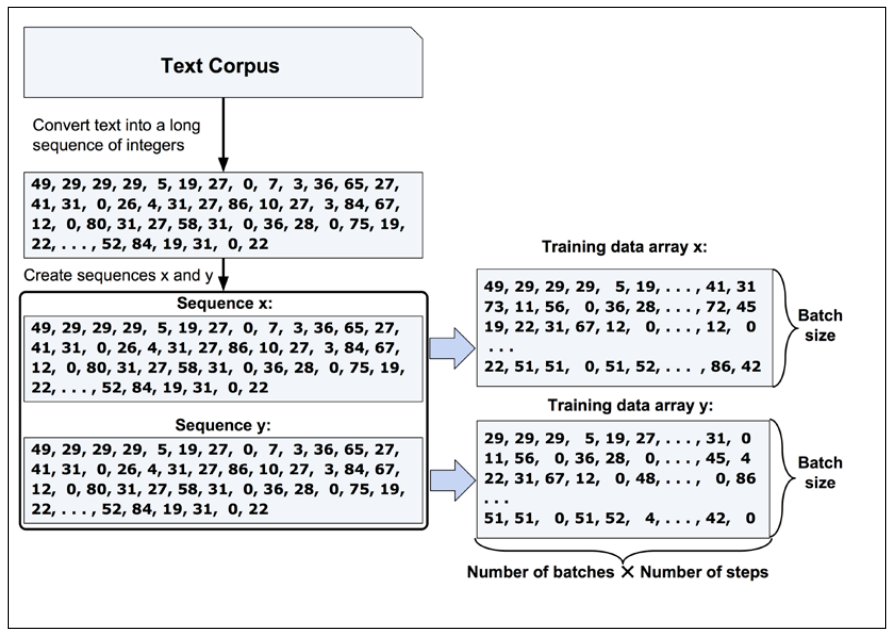 Text Corpus
Convert text into a long
sequence of integers
49, 29, 29, 29, 5, 19, 27, 0, 7, 3, 36, 65, 27,
41, 31, 0, 26, 4, 31, 27, 86, 10, 27, 3, 84, 67,
12, 0, 80, 31, 27, 58, 31, 0, 36, 28, 0, 75, 19,
22, . . . , 52, 84, 19, 31, 0, 22
Create sequences x and y
Sequence x:
49, 29, 29, 29, 5, 19, 27, 0, 7, 3, 36, 65, 27,
41, 31, 0, 26, 4, 31, 27, 86, 10, 27, 3, 84, 67,
12, 0, 80, 31, 27, 58, 31, 0, 36, 28, 0, 75, 19,
22, . . . , 52, 84, 19, 31, 0, 22
Sequence y:
49, 29, 29, 29, 5, 19, 27, 0, 7, 3, 36, 65, 27,
41, 31, 0, 26, 4, 31, 27, 86, 10, 27, 3, 84, 67,
12, 0, 80, 31, 27, 58, 31, 0, 36, 28, 0, 75, 19,
22, . . . , 52, 84, 19, 31, 0, 22
Training data array x:
49, 29, 29, 29, 5, 19, . . . , 41, 31
73, 11, 56, 0, 36, 28, . . . , 72, 45
19, 22, 31, 67, 12, 0, . . . , 12, 0
. . .
22, 51, 51, 0, 51, 52, . . . , 86, 42
Batch
size
Training data array y:
29, 29, 29, 5, 19, 27, . . . , 31, 0
11, 56, 0, 36, 28, 0, . . . , 45, 4
22, 31, 67, 12, 0, 48, . . . , 0, 86
. . .
51, 51, 0, 51, 52, 4, . . . , 42, 0
Batch
size
Number of batches × Number of steps